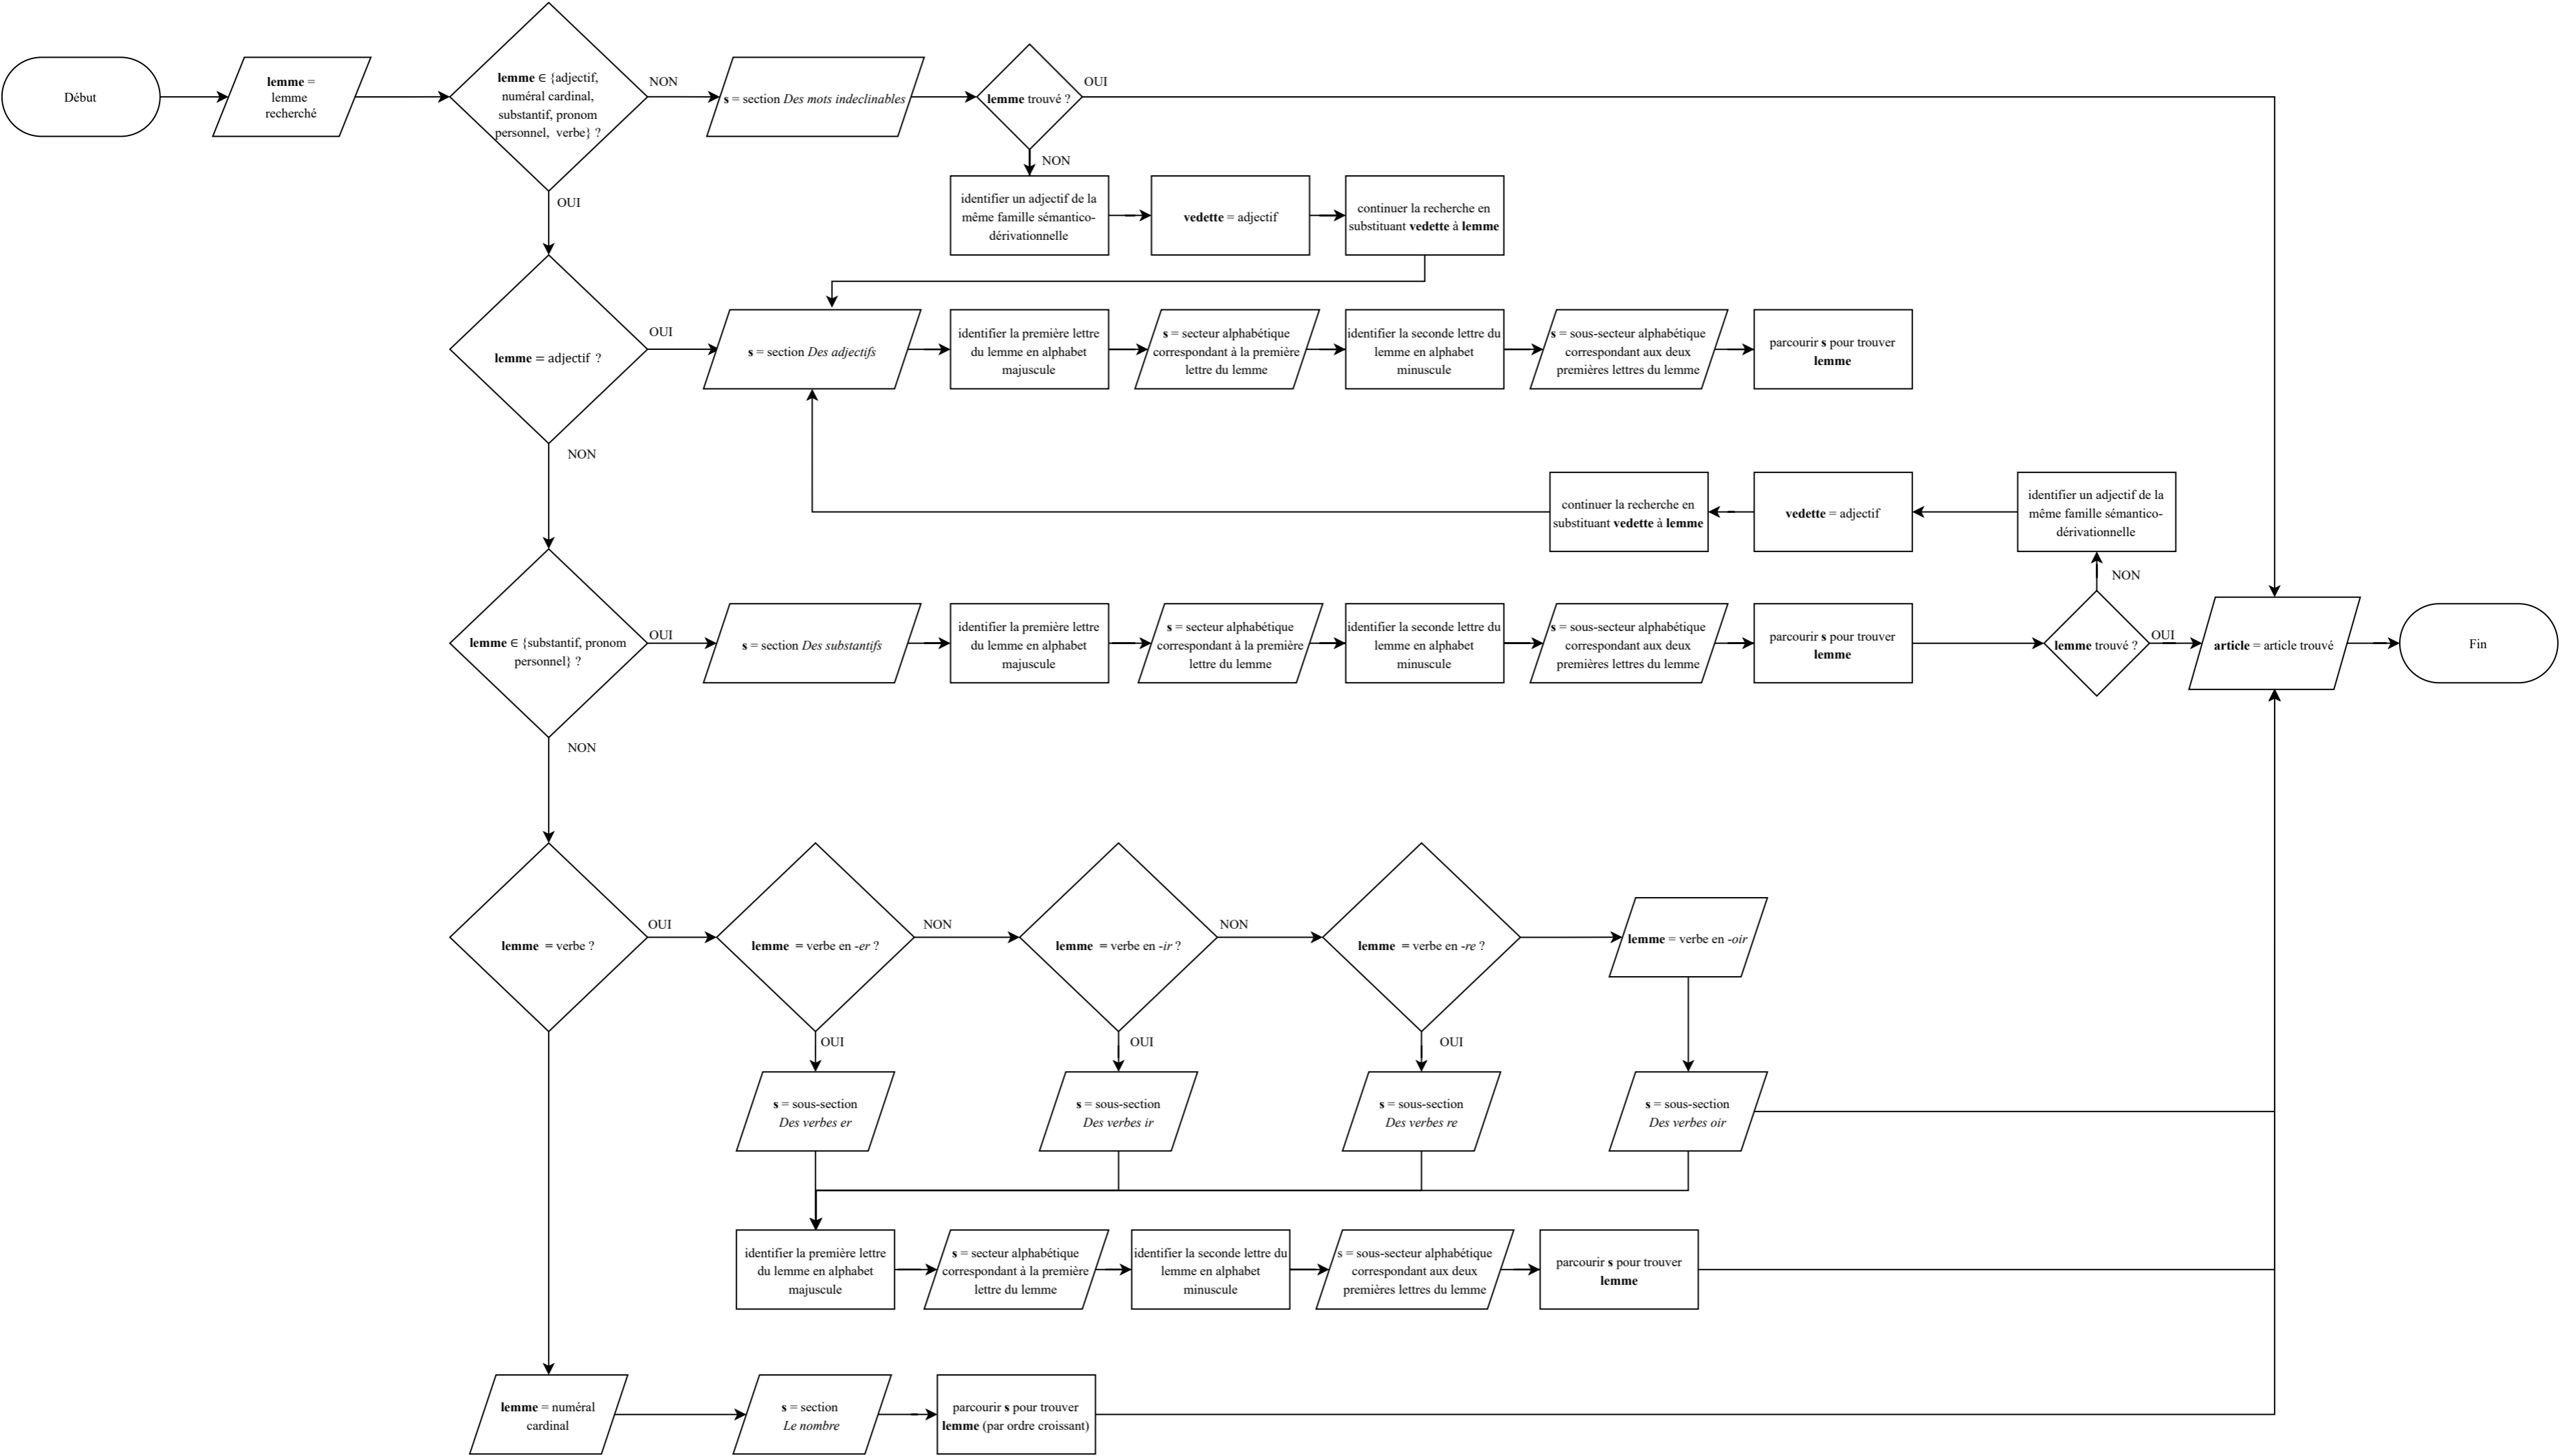 Début
lemme =
lemme
recherché
lemme ∈ {adjectif,
numéral cardinal,
substantif, pronom
personnel, verbe} ?
NON
s = section Des mots indeclinables
lemme trouvé ?
OUI
NON
identifier un adjectif de la
même famille sémantico-
dérivationnelle
vedette = adjectif
continuer la recherche en
substituant vedette à lemme
OUI
lemme = adjectif ?
OUI
s = section Des adjectifs
identifier la première lettre
du lemme en alphabet
majuscule
s = secteur alphabétique
correspondant à la première
lettre du lemme
identifier la seconde lettre du
lemme en alphabet
minuscule
s = sous-secteur alphabétique
correspondant aux deux
premières lettres du lemme
parcourir s pour trouver
lemme
NON
continuer la recherche en
substituant vedette à lemme
vedette = adjectif
identifier un adjectif de la
même famille sémantico-
dérivationnelle
NON
lemme ∈ {substantif, pronom
personnel} ?
OUI
s = section Des substantifs
identifier la première lettre
du lemme en alphabet
majuscule
s = secteur alphabétique
correspondant à la première
lettre du lemme
identifier la seconde lettre du
lemme en alphabet
minuscule
s = sous-secteur alphabétique
correspondant aux deux
premières lettres du lemme
parcourir s pour trouver
lemme
lemme trouvé ?
OUI
article = article trouvé
Fin
NON
lemme = verbe ?
OUI
lemme = verbe en -er ?
NON
lemme = verbe en -ir ?
NON
lemme = verbe en -re ?
lemme = verbe en -oir
OUI
OUI
OUI
s = sous-section
Des verbes er
s = sous-section
Des verbes ir
s = sous-section
Des verbes re
s = sous-section
Des verbes oir
identifier la première lettre
du lemme en alphabet
majuscule
s = secteur alphabétique
correspondant à la première
lettre du lemme
identifier la seconde lettre du
lemme en alphabet
minuscule
s = sous-secteur alphabétique
correspondant aux deux
premières lettres du lemme
parcourir s pour trouver
lemme
lemme = numéral
cardinal
s = section
Le nombre
parcourir s pour trouver
lemme (par ordre croissant)